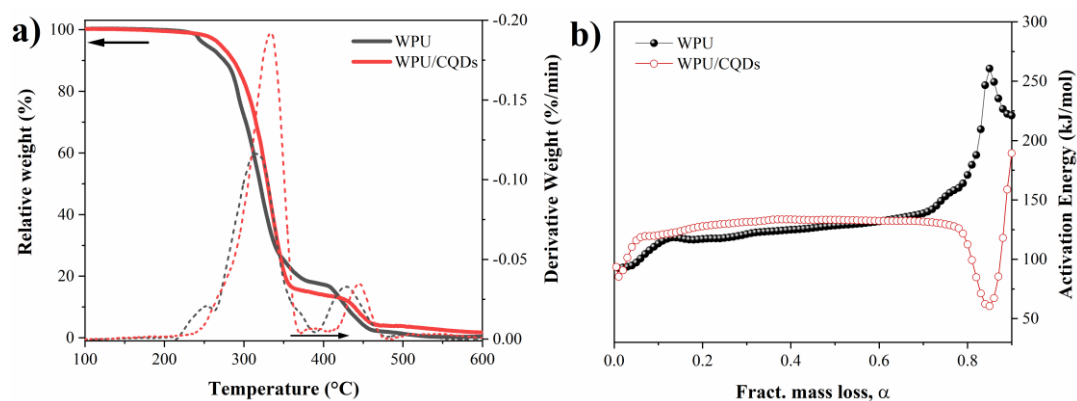 a)
WPU
WPU/CQDs
Relative weight (%)
100
80
60
40
20
0
100
200
300
400
500
600
Temperature (°C)
-0.20
-0.15
-0.10
-0.05
0.00
Derivative Weight (%/min)
b)
WPU
WPU/CQDs
0.0
0.2
0.4
0.6
0.8
Fract. mass loss, α
300
250
200
150
100
50
Activation Energy (kJ/mol)